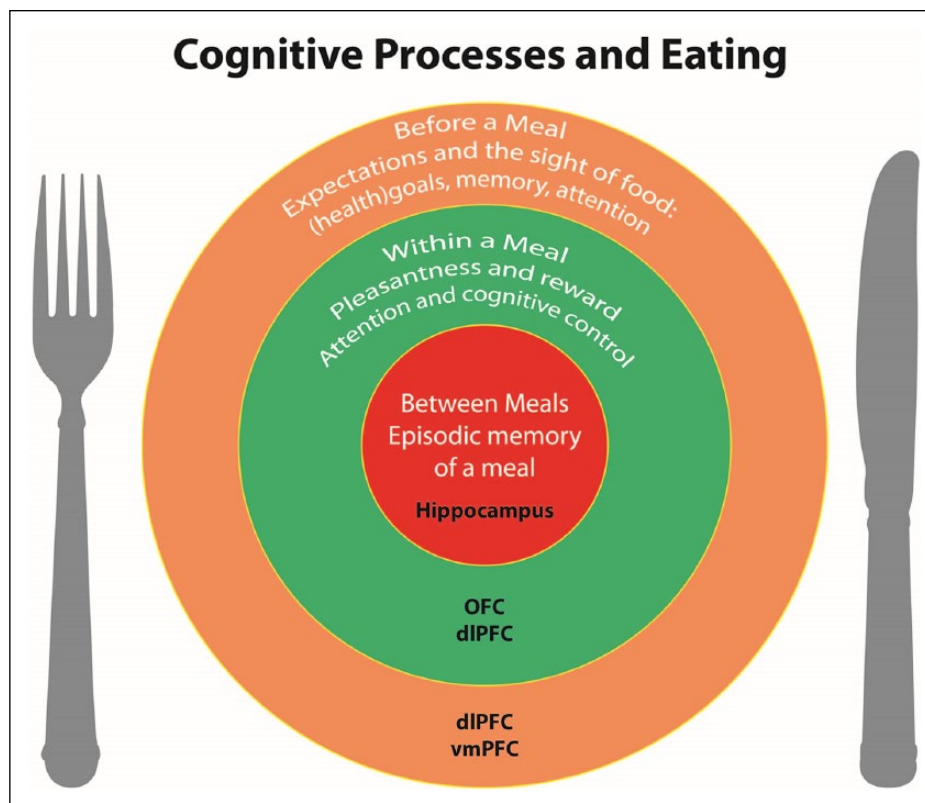 Cognitive Processes and Eating
Before a Meal
Expectations and the sight of food:
(health)goals, memory, attention
Within a Meal
Pleasantness and reward
Attention and cognitive control
Between Meals
Episodic memory
of a meal
Hippocampus
OFC
dlPFC
dlPFC
vmPFC